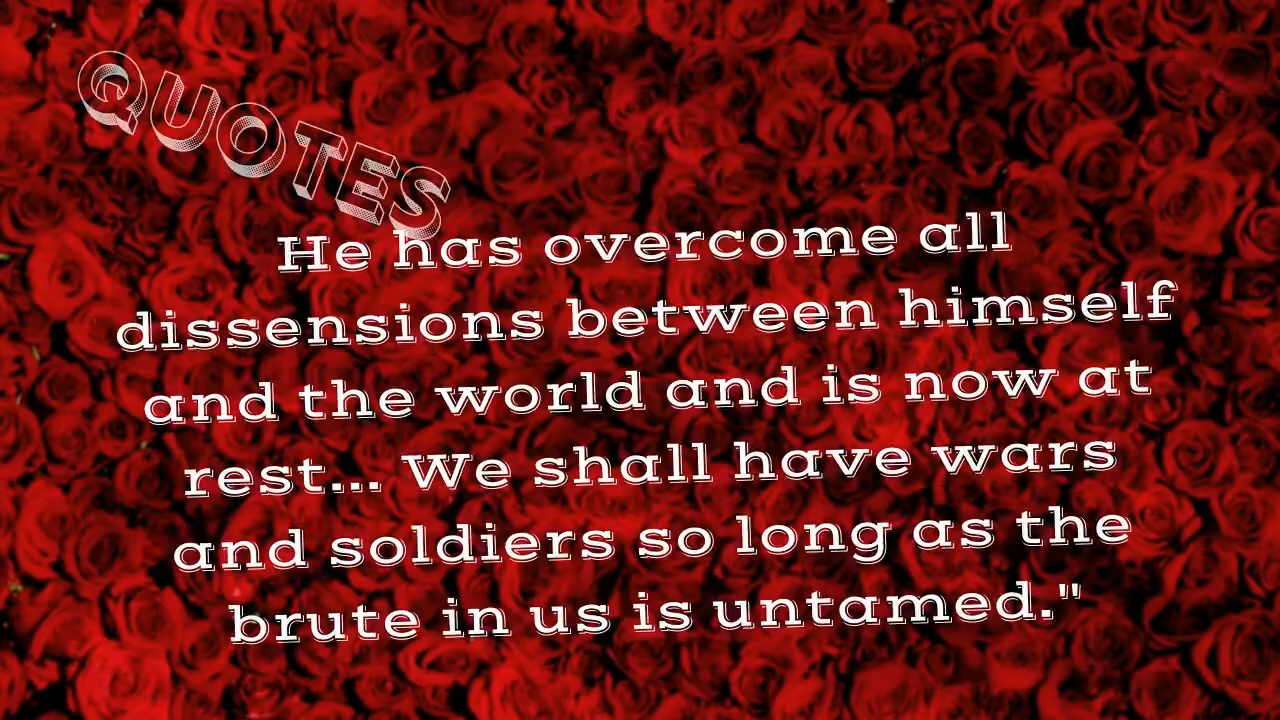 QUOTES
He has overcome all
dissensions between himself
and the world and is now at
rest... We shall have wars
and soldiers so long as the
brute in us is untamed."